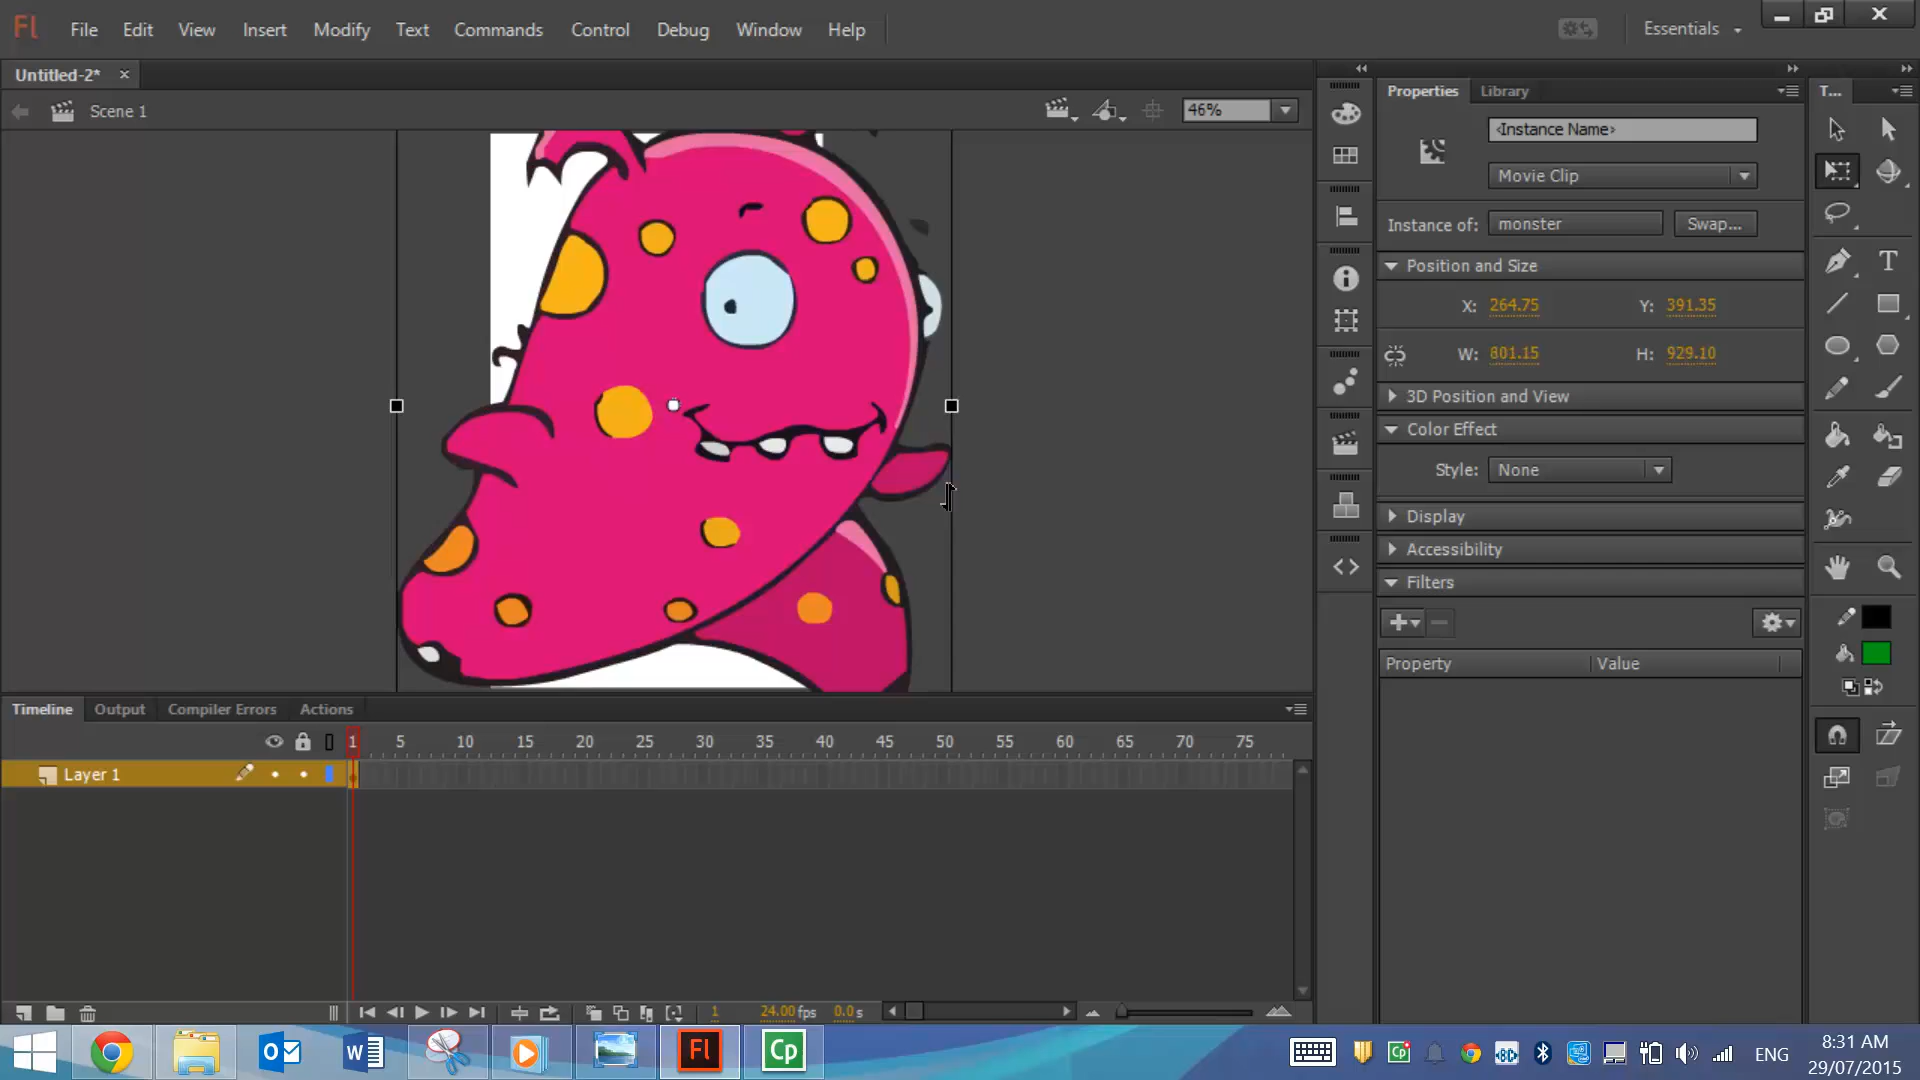 Fl File Edit View Insert Modify Text Commands Control Debug Window Help Essentials
Untitled-2*
Scene 1 46%
Properties Library T...
<Instance Name>
Movie Clip
Instance of: monster Swap...
Position and Size
X: 264.75 Y: 391.35
W: 801.15 H: 929.10
3D Position and View
Color Effect
Style: None
Display
Accessibility
Filters
Property Value
Timeline Output Compiler Errors Actions
1 5 10 15 20 25 30 35 40 45 50 55 60 65 70 75
Layer 1
1 24.00 fps 0.0 s
Fl Cp ENG
8:31 AM
29/07/2015